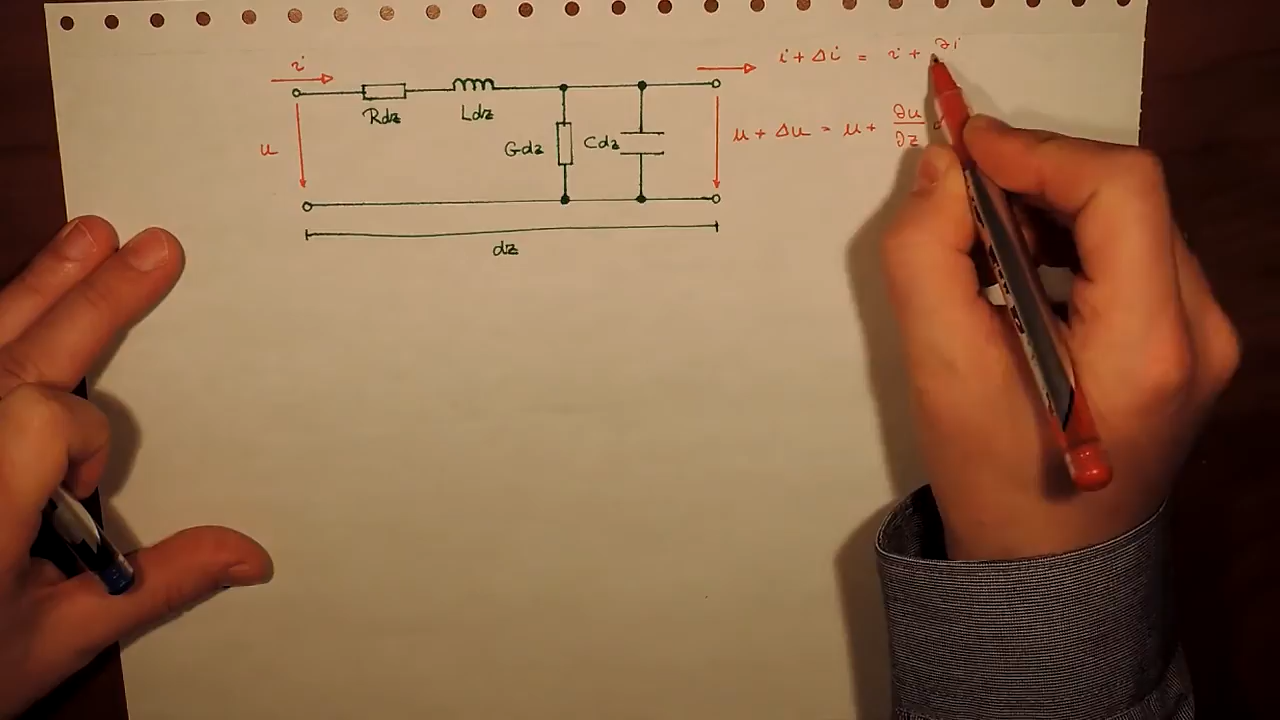 i
i + Δi = i + ∂i
Rdz
Ldz
u
Gdz
Cdz
u + Δu = u + ∂u/∂z
dz